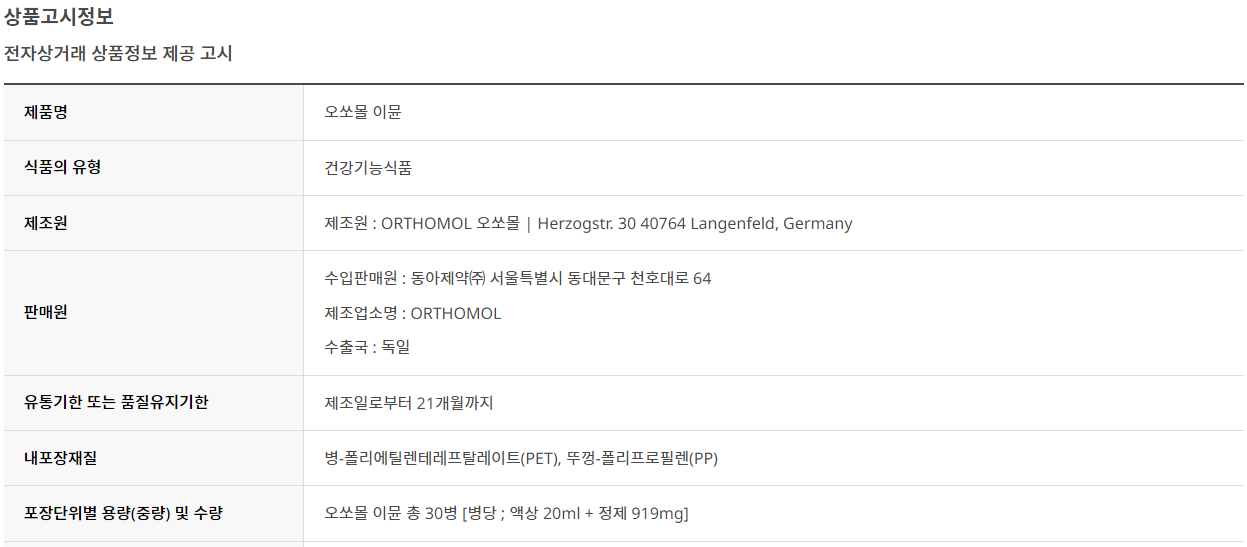 상품고시정보
전자상거래 상품정보 제공 고시
제품명
오쏘몰 이뮨
식품의 유형
건강기능식품
제조원
제조원 : ORTHOMOL 오쏘몰 | Herzogstr. 30 40764 Langenfeld, Germany
판매원
수입판매원 : 동아제약㈜ 서울특별시 동대문구 천호대로 64
제조업소명 : ORTHOMOL
수출국 : 독일
유통기한 또는 품질유지기한
제조일로부터 21개월까지
내포장재질
병-폴리에틸렌테레프탈레이트(PET), 뚜껑-폴리프로필렌(PP)
포장단위별 용량(중량) 및 수량
오쏘몰 이뮨 총 30병 [병당 ; 액상 20ml + 정제 919mg]